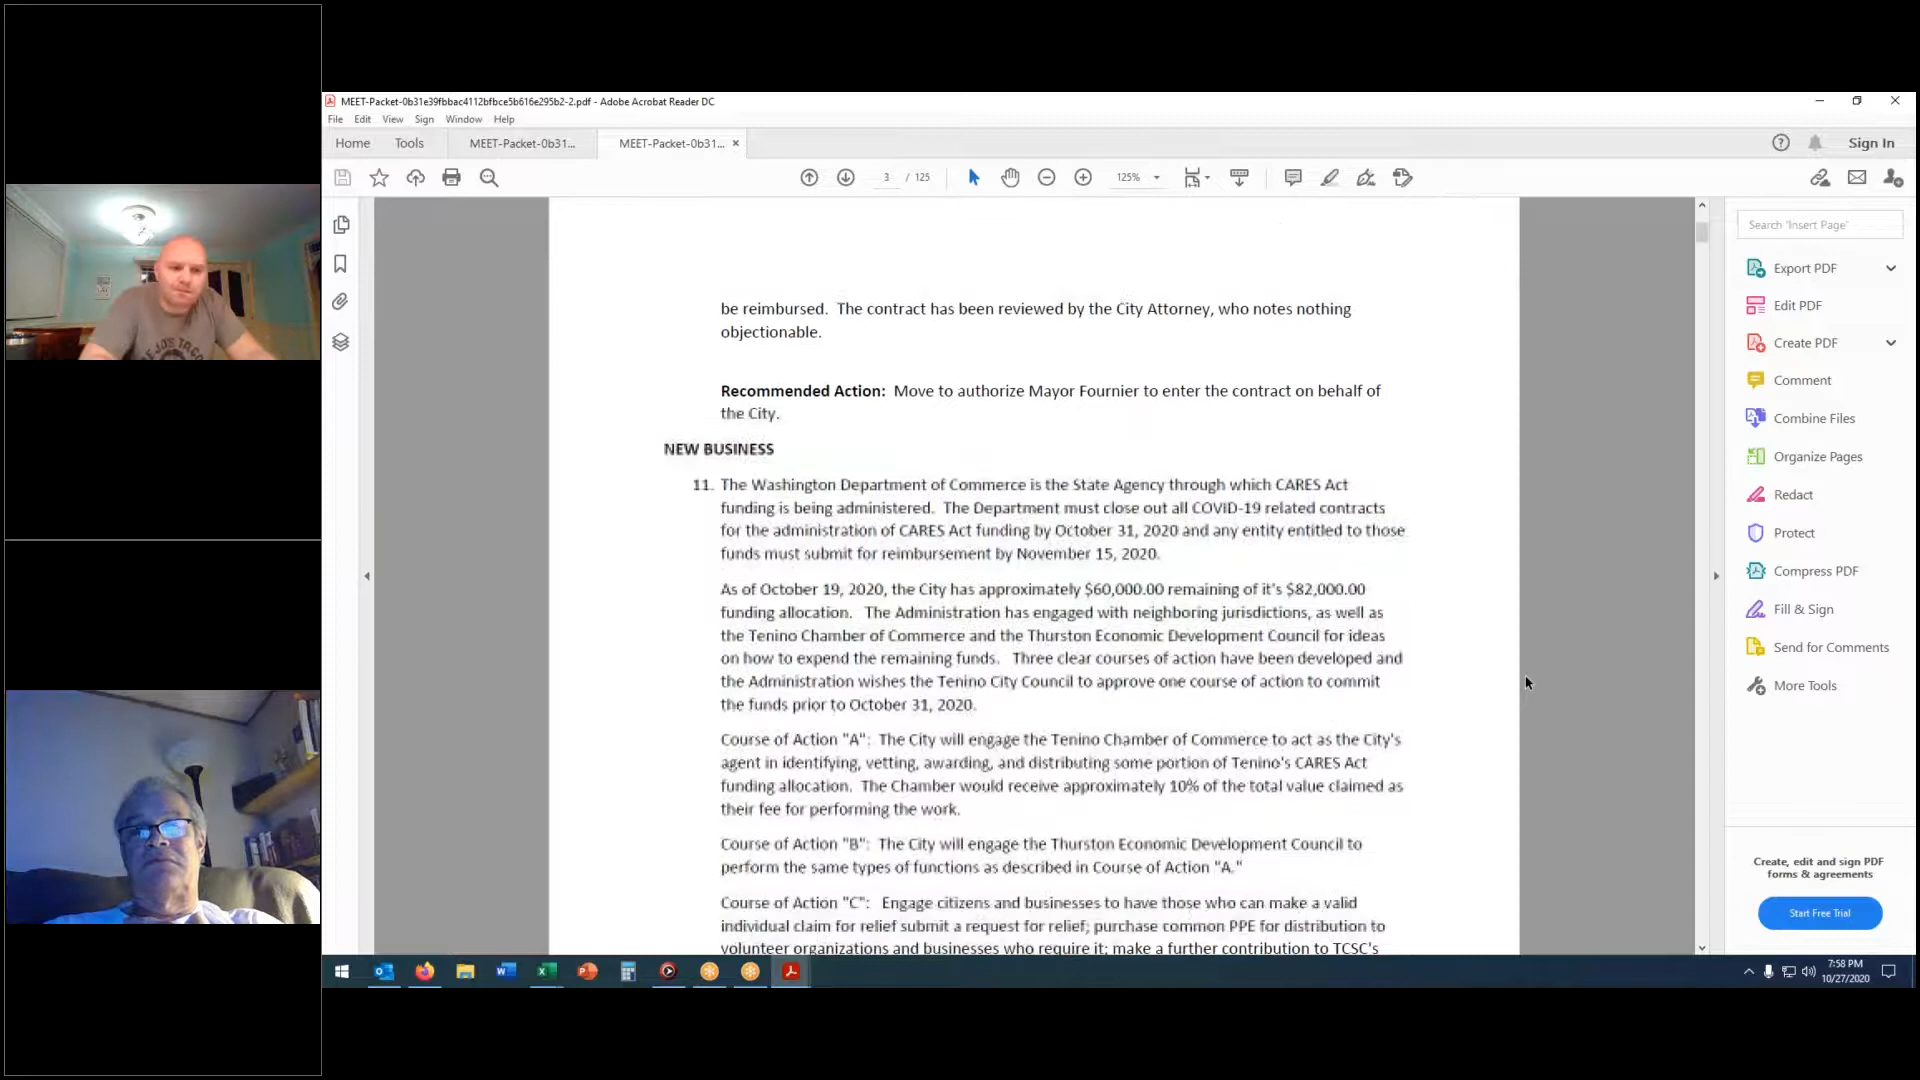 MEET-Packet-0b31e39fbbac4112bfbce5b616e295b2-2.pdf - Adobe Acrobat Reader DC
File Edit View Sign Window Help
Home Tools MEET-Packet-0b31... MEET-Packet-0b31... × Sign In
3 / 125 125%
Search "Insert Page"
Export PDF
Edit PDF
Create PDF
Comment
Combine Files
Organize Pages
Redact
Protect
Compress PDF
Fill & Sign
Send for Comments
More Tools
Create, edit and sign PDF
forms & agreements
Start Free Trial
be reimbursed. The contract has been reviewed by the City Attorney, who notes nothing
objectionable.
Recommended Action: Move to authorize Mayor Fournier to enter the contract on behalf of
the City.
NEW BUSINESS
11. The Washington Department of Commerce is the State Agency through which CARES Act
funding is being administered. The Department must close out all COVID-19 related contracts
for the administration of CARES Act funding by October 31, 2020 and any entity entitled to those
funds must submit for reimbursement by November 15, 2020.
As of October 19, 2020, the City has approximately $60,000.00 remaining of it's $82,000.00
funding allocation. The Administration has engaged with neighboring jurisdictions, as well as
the Tenino Chamber of Commerce and the Thurston Economic Development Council for ideas
on how to expend the remaining funds. Three clear courses of action have been developed and
the Administration wishes the Tenino City Council to approve one course of action to commit
the funds prior to October 31, 2020.
Course of Action "A": The City will engage the Tenino Chamber of Commerce to act as the City's
agent in identifying, vetting, awarding, and distributing some portion of Tenino's CARES Act
funding allocation. The Chamber would receive approximately 10% of the total value claimed as
their fee for performing the work.
Course of Action "B": The City will engage the Thurston Economic Development Council to
perform the same types of functions as described in Course of Action "A."
Course of Action "C": Engage citizens and businesses to have those who can make a valid
individual claim for relief submit a request for relief; purchase common PPE for distribution to
volunteer organizations and businesses who require it; make a further contribution to TCSC's
7:58 PM
10/27/2020